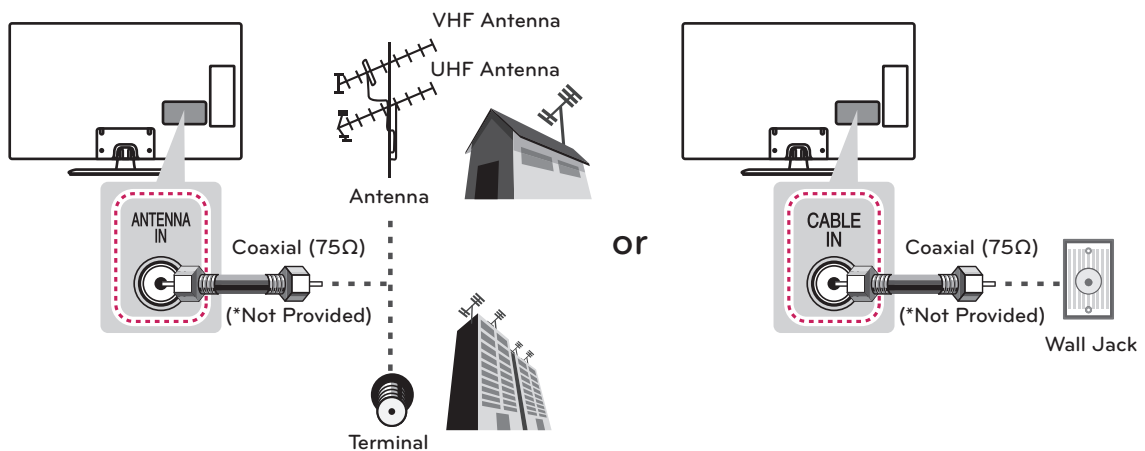 VHF Antenna
UHF Antenna
Antenna
ANTENNA
IN
Coaxial (75Ω)
(*Not Provided)
Terminal
or
CABLE
IN
Coaxial (75Ω)
(*Not Provided)
Wall Jack